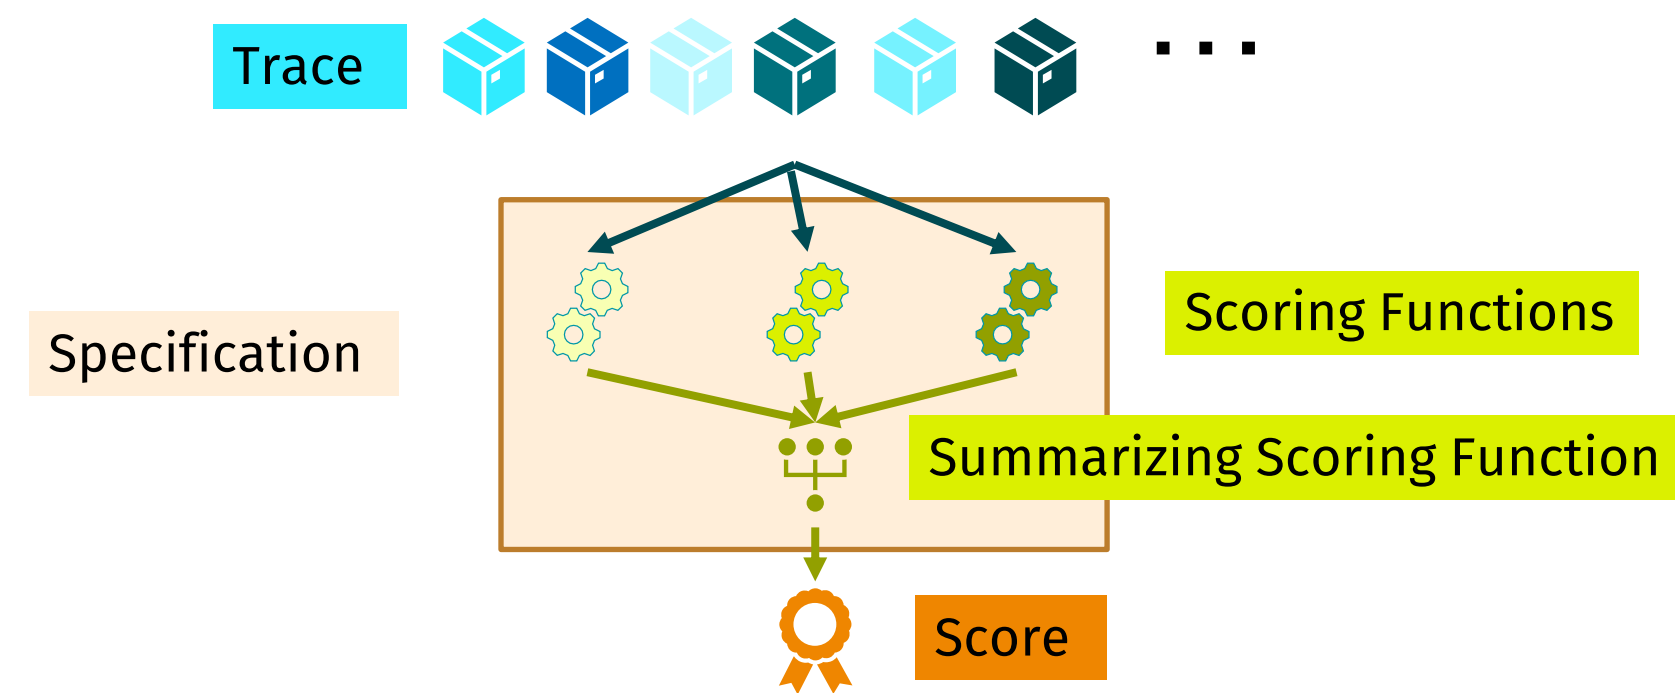 Trace
. . .
Specification
Scoring Functions
Summarizing Scoring Function
Score